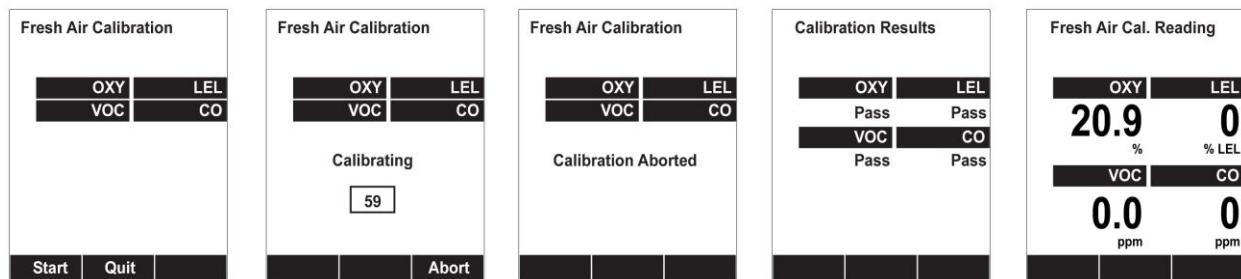 Fresh Air Calibration
OXY LEL
VOC CO
Start Quit
Fresh Air Calibration
OXY LEL
VOC CO
Calibrating
59
Abort
Fresh Air Calibration
OXY LEL
VOC CO
Calibration Aborted
Calibration Results
OXY LEL
Pass Pass
VOC CO
Pass Pass
Fresh Air Cal. Reading
OXY LEL
20.9 0
% % LEL
VOC CO
0.0 0
ppm ppm